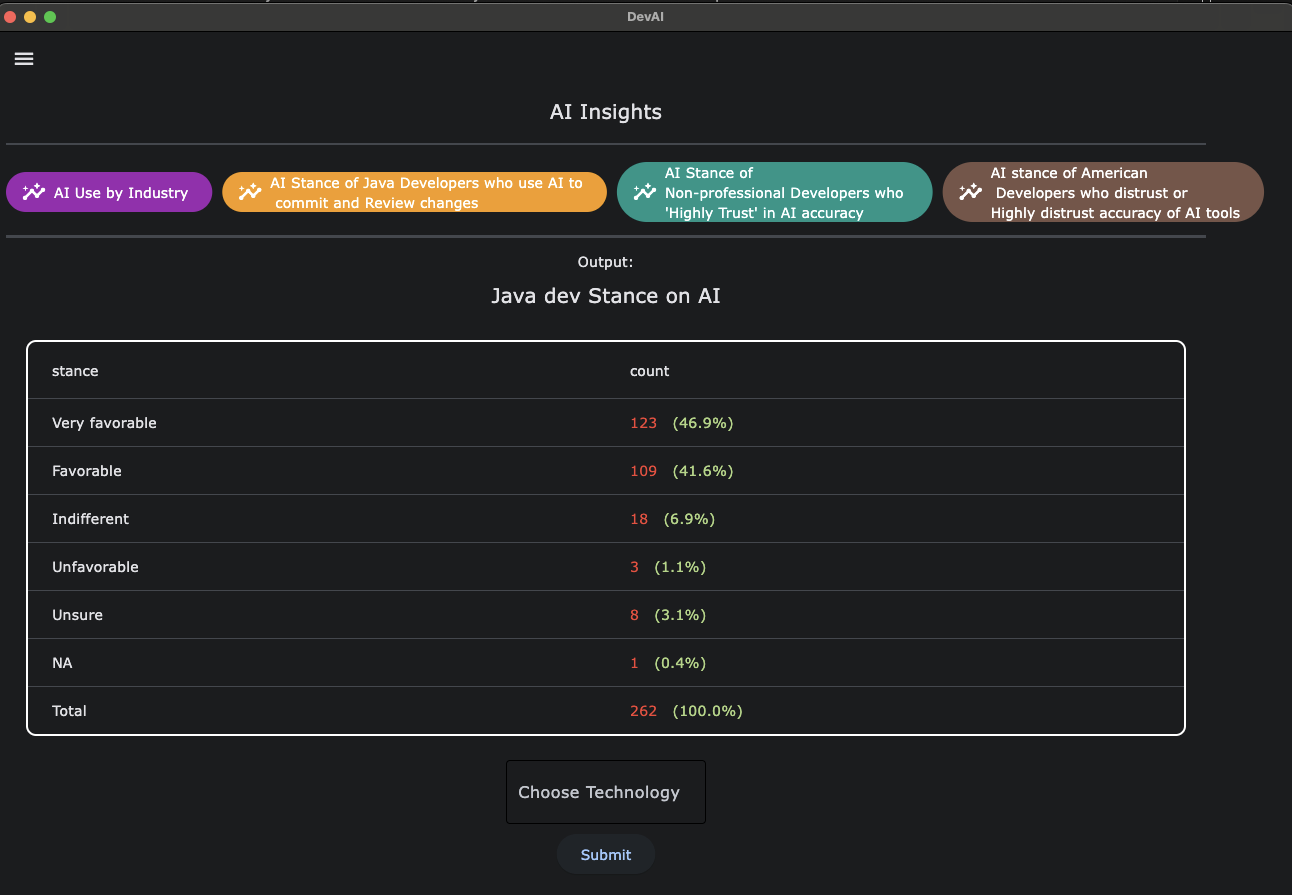 DevAI
AI Insights
AI Use by Industry
AI Stance of Java Developers who use AI to
commit and Review changes
AI Stance of
Non-professional Developers who
'Highly Trust' in AI accuracy
AI stance of American
Developers who distrust or
Highly distrust accuracy of AI tools
Output:
Java dev Stance on AI
stance count
Very favorable 123 (46.9%)
Favorable 109 (41.6%)
Indifferent 18 (6.9%)
Unfavorable 3 (1.1%)
Unsure 8 (3.1%)
NA 1 (0.4%)
Total 262 (100.0%)
Choose Technology
Submit